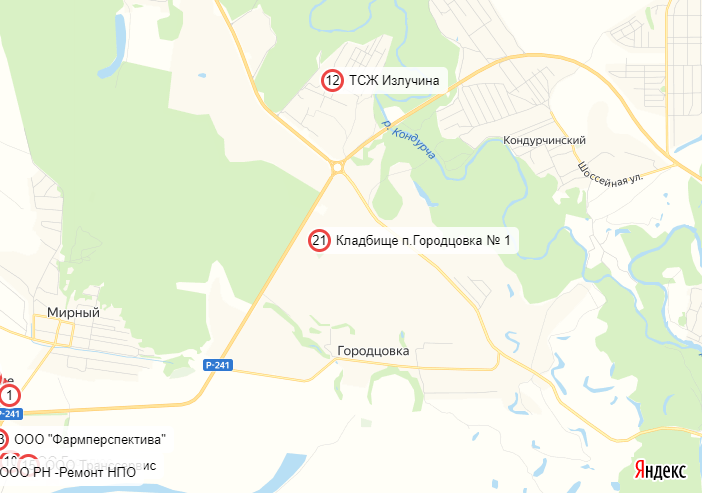 12 ТСЖ Излучина
р. Кондурча
Кондурчинский
Шоссейная ул.
21 Кладбище п.Городцовка № 1
Мирный
Городцовка
Р-241
1
Р-241
3 ООО "Фармперспектива"
ООО РН -Ремонт НПО
Яндекс